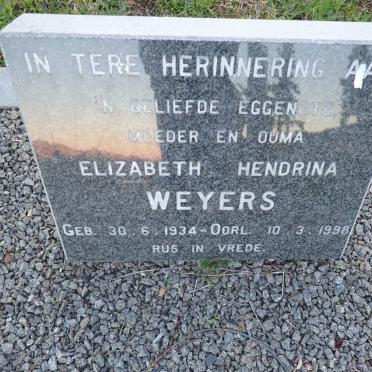 IN TERE HERINNERING AAN
'N GELIEFDE EGGENOTE
MOEDER EN OUMA
ELIZABETH HENDRINA
WEYERS
GEB. 30.6.1934-OORL. 10.3.1998
RUS IN VREDE.